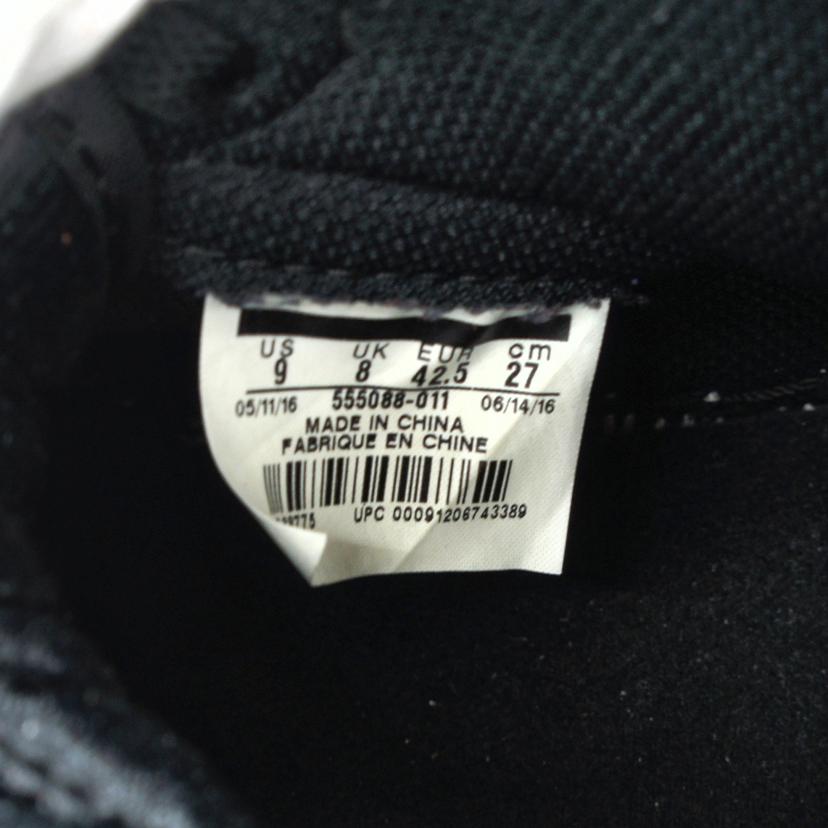 US UK EUR cm
9 8 42.5 27
05/11/16 555088-011 06/14/16
MADE IN CHINA
FABRIQUE EN CHINE
UPC 00091206743389